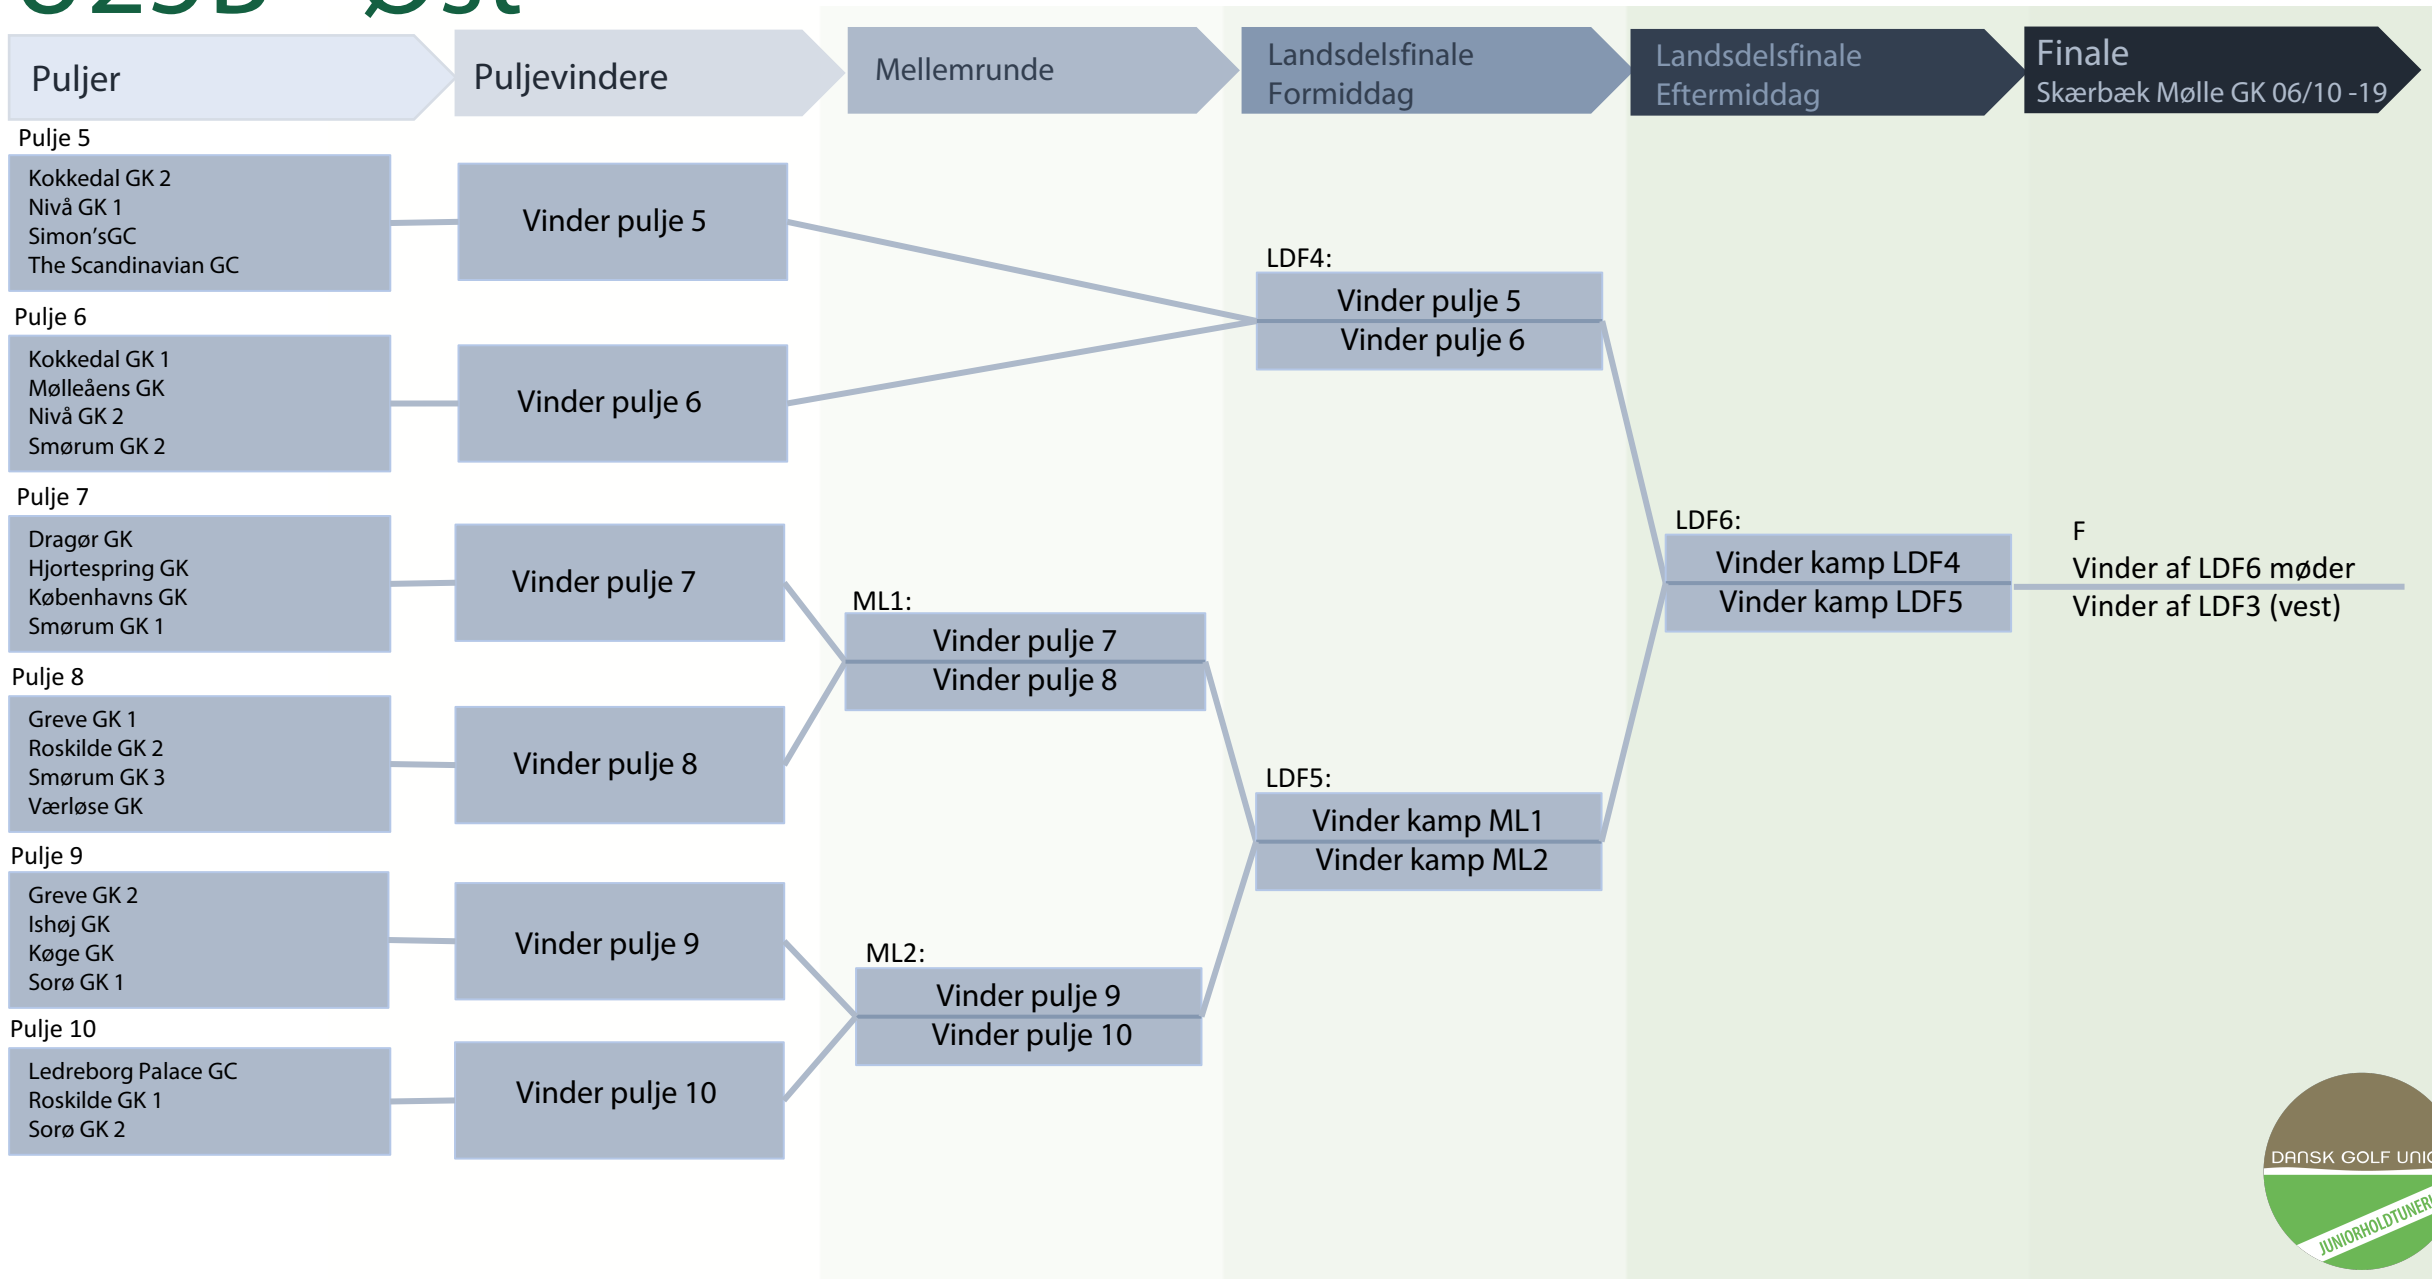 Øst
Puljer
Puljevindere
Mellemrunde
Landsdelsfinale
Formiddag
Landsdelsfinale
Eftermiddag
Finale
Skærbæk Mølle GK 06/10 -19
Pulje 5
Kokkedal GK 2
Nivå GK 1
Simon'sGC
The Scandinavian GC
Vinder pulje 5
Pulje 6
Kokkedal GK 1
Mølleåens GK
Nivå GK 2
Smørum GK 2
Vinder pulje 6
Pulje 7
Dragør GK
Hjortespring GK
Københavns GK
Smørum GK 1
Vinder pulje 7
Pulje 8
Greve GK 1
Roskilde GK 2
Smørum GK 3
Værløse GK
Vinder pulje 8
Pulje 9
Greve GK 2
Ishøj GK
Køge GK
Sorø GK 1
Vinder pulje 9
Pulje 10
Ledreborg Palace GC
Roskilde GK 1
Sorø GK 2
Vinder pulje 10
ML1:
Vinder pulje 7
Vinder pulje 8
ML2:
Vinder pulje 9
Vinder pulje 10
LDF4:
Vinder pulje 5
Vinder pulje 6
LDF5:
Vinder kamp ML1
Vinder kamp ML2
LDF6:
Vinder kamp LDF4
Vinder kamp LDF5
F
Vinder af LDF6 møder
Vinder af LDF3 (vest)
DANSK GOLF